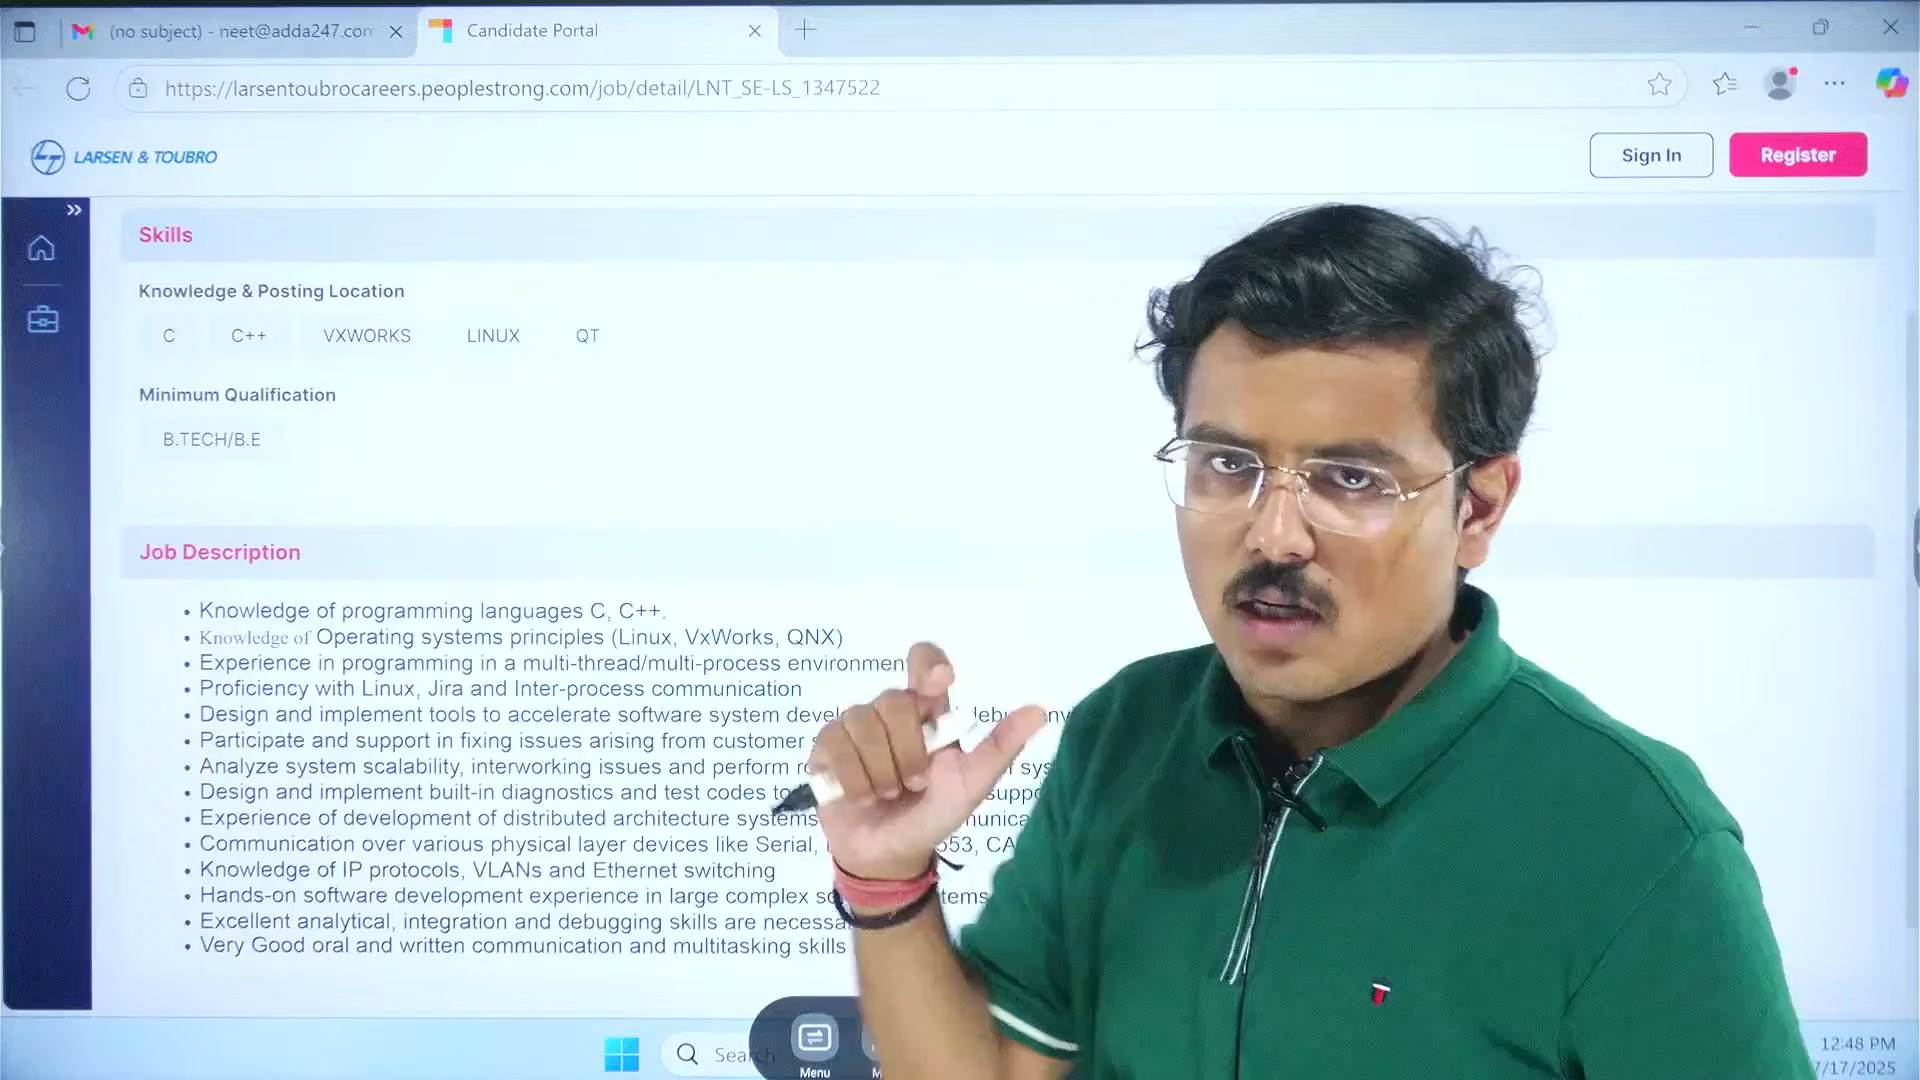 (no subject) - neet@adda247.com
Candidate Portal
https://larsentoubrocareers.peoplestrong.com/job/detail/LNT_SE-LS_1347522
LARSEN & TOUBRO
Sign In
Register
Skills
Knowledge & Posting Location
C C++ VXWORKS LINUX QT
Minimum Qualification
B.TECH/B.E
Job Description
• Knowledge of programming languages C, C++.
• Knowledge of Operating systems principles (Linux, VxWorks, QNX)
• Experience in programming in a multi-thread/multi-process environmen
• Proficiency with Linux, Jira and Inter-process communication
• Design and implement tools to accelerate software system devel
• Participate and support in fixing issues arising from customer
• Analyze system scalability, interworking issues and perform
• Design and implement built-in diagnostics and test codes to
• Experience of development of distributed architecture systems
• Communication over various physical layer devices like Serial, 553, CA
• Knowledge of IP protocols, VLANs and Ethernet switching
• Hands-on software development experience in large complex
• Excellent analytical, integration and debugging skills are necessa
• Very Good oral and written communication and multitasking skills
Search
Menu
12:48 PM
7/17/2025